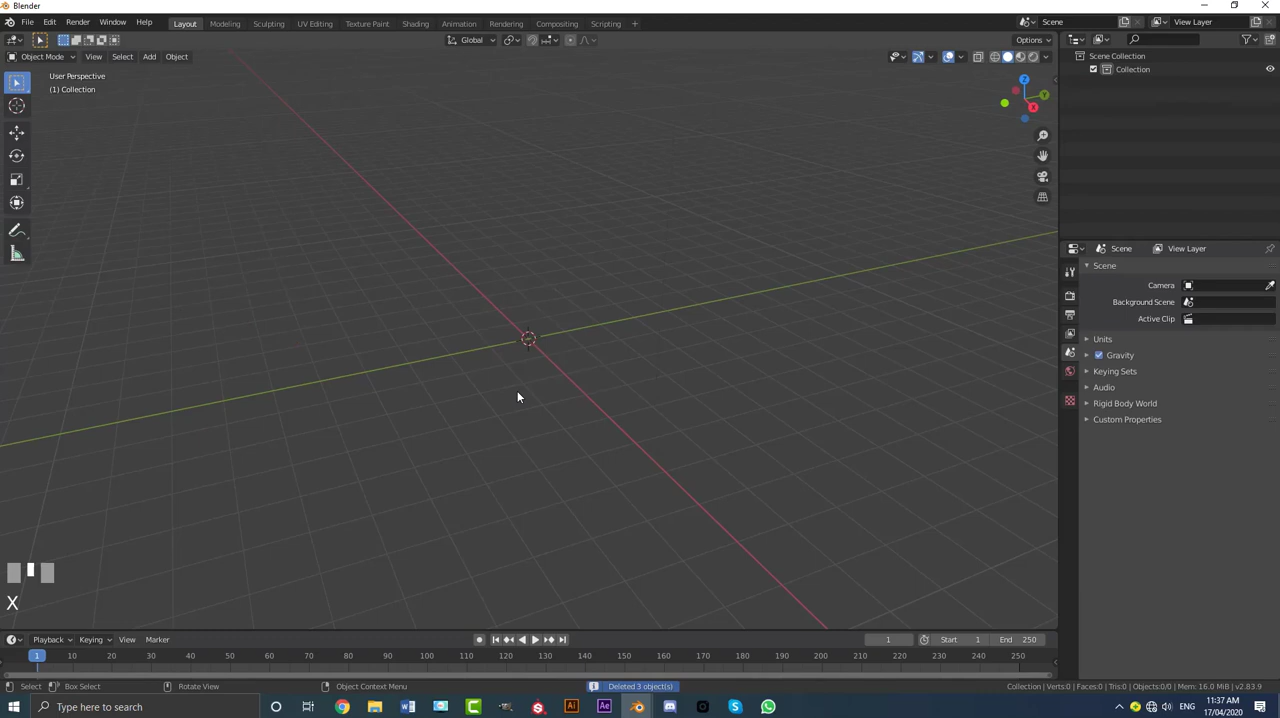 Blender
File Edit Render Window Help Layout Modeling Sculpting UV Editing Texture Paint Shading Animation Rendering Compositing Scripting + Scene View Layer
Global Options
Object Mode View Select Add Object
User Perspective
(1) Collection
Z
Y
X
Scene Collection
Collection
Scene View Layer
Scene
Camera
Background Scene
Active Clip
Units
Gravity
Keying Sets
Audio
Rigid Body World
Custom Properties
X
Playback Keying View Marker 1 Start 1 End 250
1 10 20 30 40 50 60 70 80 90 100 110 120 130 140 150 160 170 180 190 200 210 220 230 240 250
Select Box Select Rotate View Object Context Menu Deleted 3 object(s) Collection | Verts:0 | Faces:0 | Tris:0 | Objects:0/0 | Mem: 16.0 MiB | v2.83.9
Type here to search W Ai Ae S ENG 11:37 AM
17/04/2020